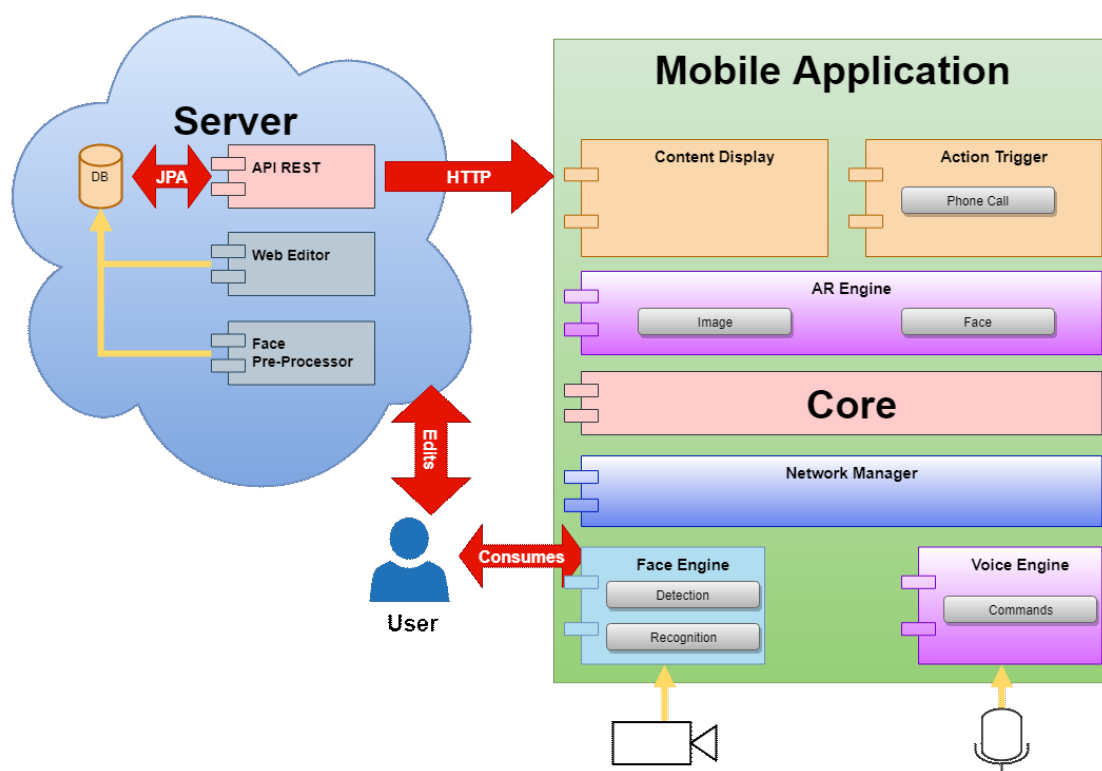 Mobile Application
Server
DB
JPA
API REST
HTTP
Content Display
Action Trigger
Phone Call
Web Editor
AR Engine
Image
Face
Face
Pre-Processor
Core
Edits
Network Manager
User
Consumes
Face Engine
Detection
Recognition
Voice Engine
Commands